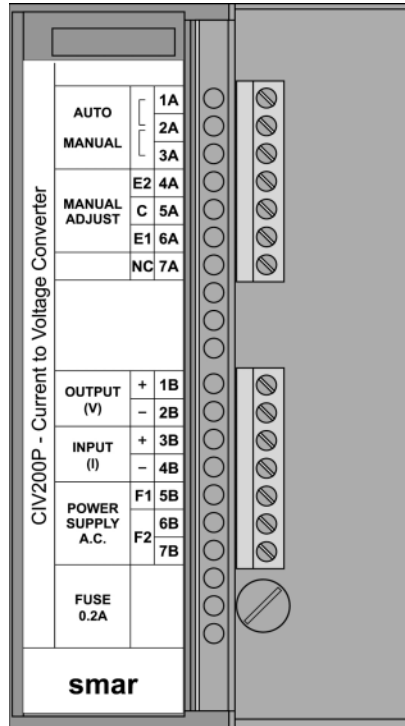 CIV200P - Current to Voltage Converter
AUTO
MANUAL
1A
2A
3A
MANUAL
ADJUST
E2 4A
C 5A
E1 6A
NC 7A
OUTPUT
(V)
+ 1B
– 2B
INPUT
(I)
+ 3B
– 4B
POWER
SUPPLY
A.C.
F1 5B
F2
6B
7B
FUSE
0.2A
smar